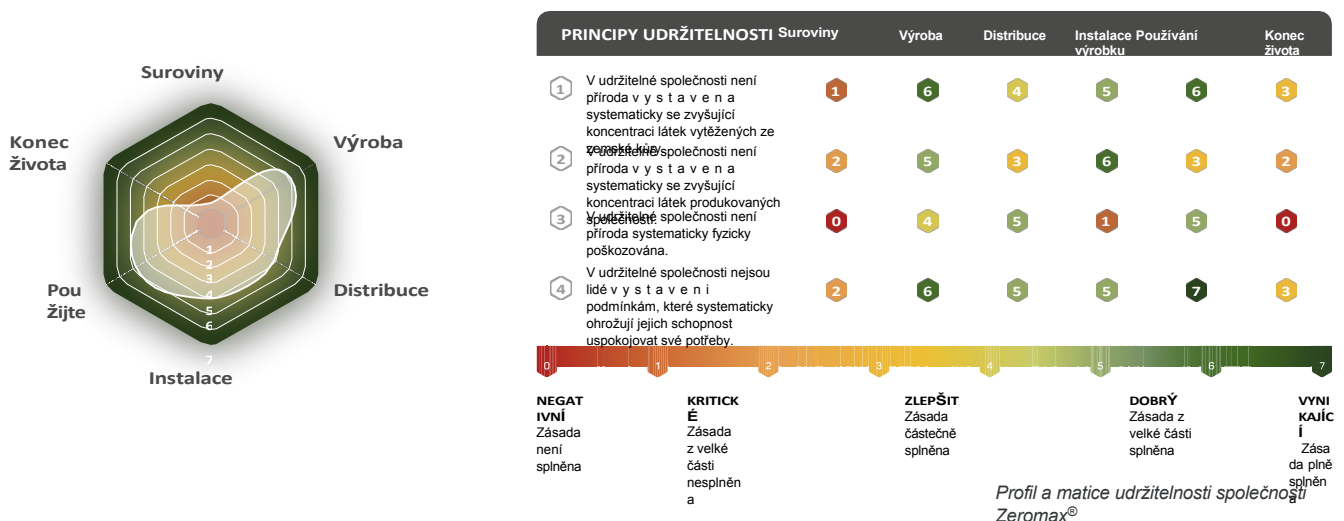 Suroviny
Výroba
Distribuce
Instalace
Pou
žijte
Konec
života
1
2
3
4
5
6
7
PRINCIPY UDRŽITELNOSTI Suroviny Výroba Distribuce Instalace Používání Konec
výrobku života
1 V udržitelné společnosti není
příroda v y s t a v e n a
systematicky se zvyšující
koncentraci látek vytěžených ze
zemské kůry.
1 6 4 5 6 3
2 V udržitelné společnosti není
příroda v y s t a v e n a
systematicky se zvyšující
koncentraci látek produkovaných
společností.
2 5 3 6 3 2
3 V udržitelné společnosti není
příroda systematicky fyzicky
poškozována.
0 4 5 1 5 0
4 V udržitelné společnosti nejsou
lidé v y s t a v e n i
podmínkám, které systematicky
ohrožují jejich schopnost
uspokojovat své potřeby.
2 6 5 5 7 3
0 1 2 3 4 5 6 7
NEGAT
IVNÍ
Zásada
není
splněna
KRITICK
É
Zásada
z velké
části
nesplněn
a
ZLEPŠIT
Zásada
částečně
splněna
DOBRÝ
Zásada z
velké části
splněna
VYNI
KAJÍC
Í
Zása
da plně
splněn
a
Profil a matice udržitelnosti společnosti
Zeromax®